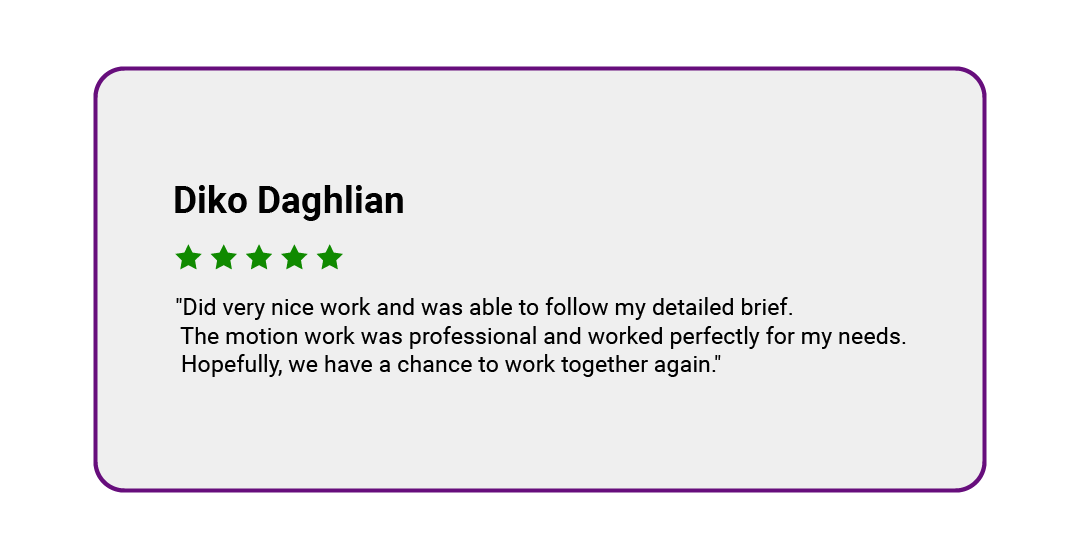 Diko Daghlian
"Did very nice work and was able to follow my detailed brief.
The motion work was professional and worked perfectly for my needs.
Hopefully, we have a chance to work together again."